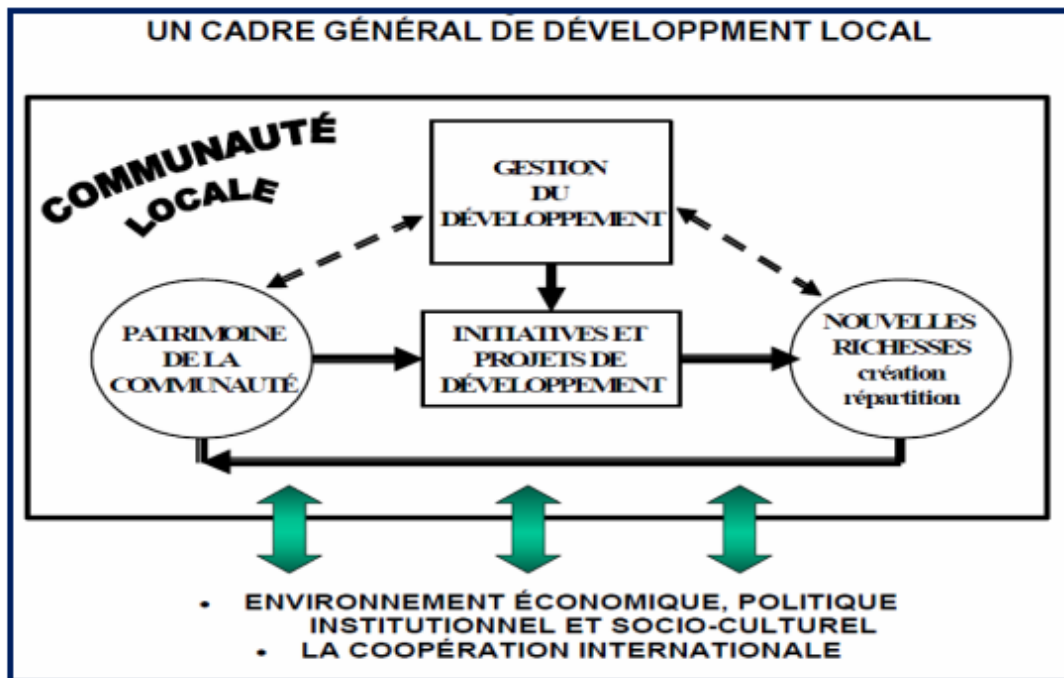 UN CADRE GÉNÉRAL DE DÉVELOPPMENT LOCAL
COMMUNAUTÉ
LOCALE
GESTION
DU
DÉVELOPPEMENT
PATRIMOINE
DE LA
COMMUNAUTÉ
INITIATIVES ET
PROJETS DE
DÉVELOPPEMENT
NOUVELLES
RICHESSES
création
répartition
• ENVIRONNEMENT ÉCONOMIQUE, POLITIQUE
INSTITUTIONNEL ET SOCIO-CULTUREL
• LA COOPÉRATION INTERNATIONALE